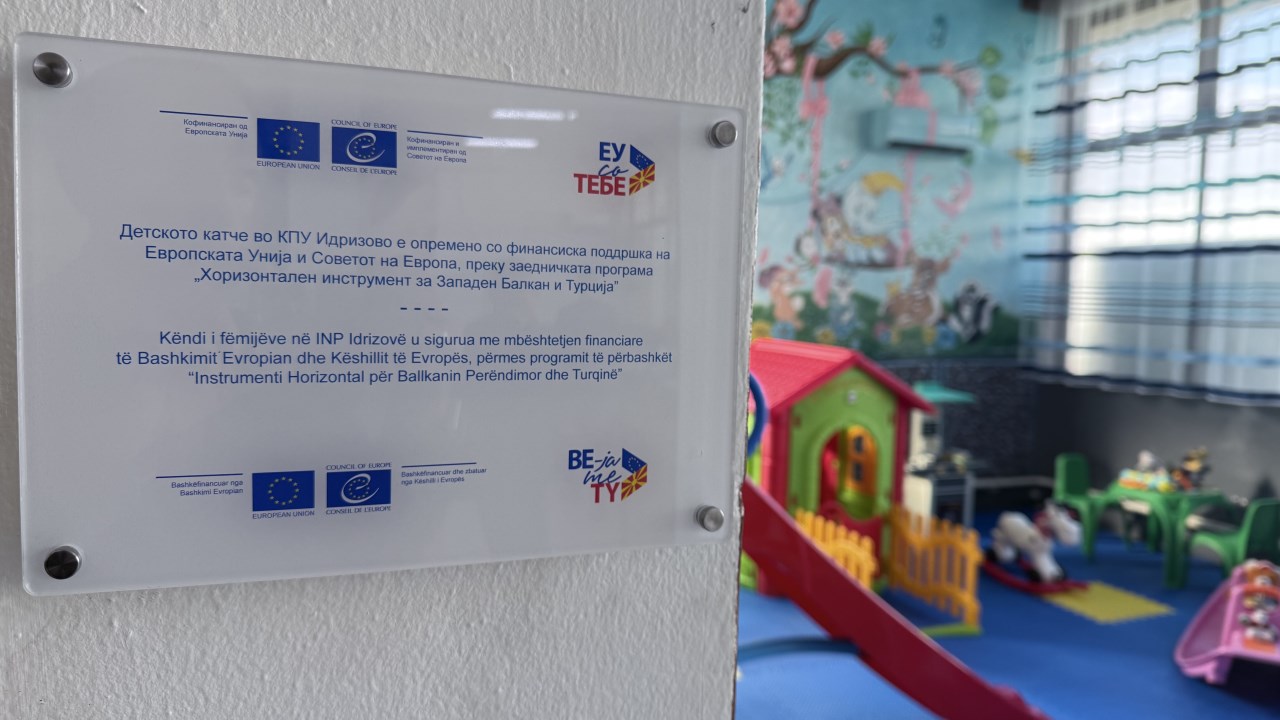 Кофинансиран од
Европската Унија
EUROPEAN UNION
COUNCIL OF EUROPE
CONSEIL DE L'EUROPE
Кофинансиран и
имплементиран од
Советот на Европа
ЕУ
со
ТЕБЕ
Детското катче во КПУ Идризово е опремено со финансиска поддршка на
Европската Унија и Советот на Европа, преку заедничката програма
„Хоризонтален инструмент за Западен Балкан и Турција”
- - - -
Këndi i fëmijëve në INP Idrizovë u sigurua me mbështetjen financiare
të Bashkimit Evropian dhe Këshillit të Evropës, përmes programit të përbashkët
“Instrumenti Horizontal për Ballkanin Perëndimor dhe Turqinë”
Bashkëfinancuar nga
Bashkimi Evropian
EUROPEAN UNION
COUNCIL OF EUROPE
CONSEIL DE L'EUROPE
Bashkëfinancuar dhe zbatuar
nga Këshilli i Evropës
BE-ja
me
TY